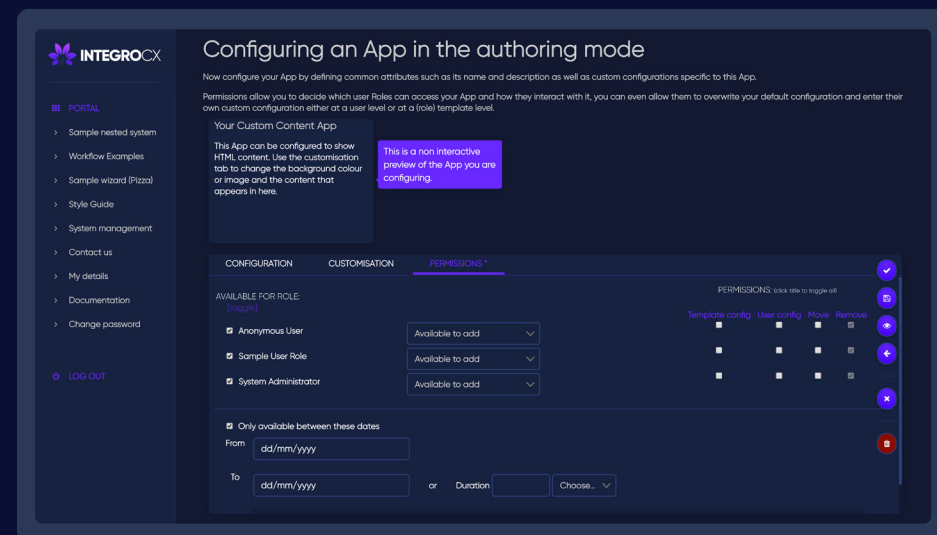 INTEGROCX
Configuring an App in the authoring mode
Now configure your App by defining common attributes such as its name and description as well as custom configurations specific to this App.
Permissions allow you to decide which user Roles can access your App and how they interact with it, you can even allow them to overwrite your default configuration and enter their
own custom configuration either at a user level or at a (role) template level.
PORTAL
Sample nested system
Workflow Examples
Sample wizard (Pizza)
Style Guide
System management
Contact us
My details
Documentation
Change password
LOG OUT
Your Custom Content App
This App can be configured to show
HTML content. Use the customisation
tab to change the background colour
or image and the content that
appears in here.
This is a non interactive
preview of the App you are
configuring.
CONFIGURATION CUSTOMISATION PERMISSIONS *
AVAILABLE FOR ROLE:
[toggle]
PERMISSIONS: (click title to toggle all)
Template config User config Move Remove
Anonymous User Available to add
Sample User Role Available to add
System Administrator Available to add
Only available between these dates
From dd/mm/yyyy
To dd/mm/yyyy or Duration Choose...